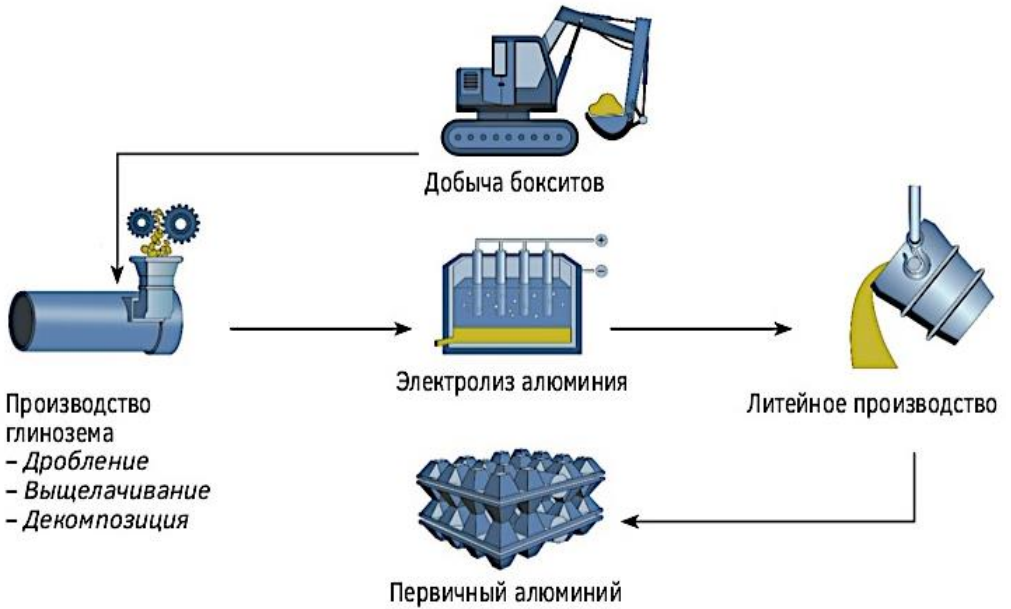 Добыча бокситов
+
–
Электролиз алюминия
Литейное производство
Производство
глинозема
– Дробление
– Выщелачивание
– Декомпозиция
Первичный алюминий